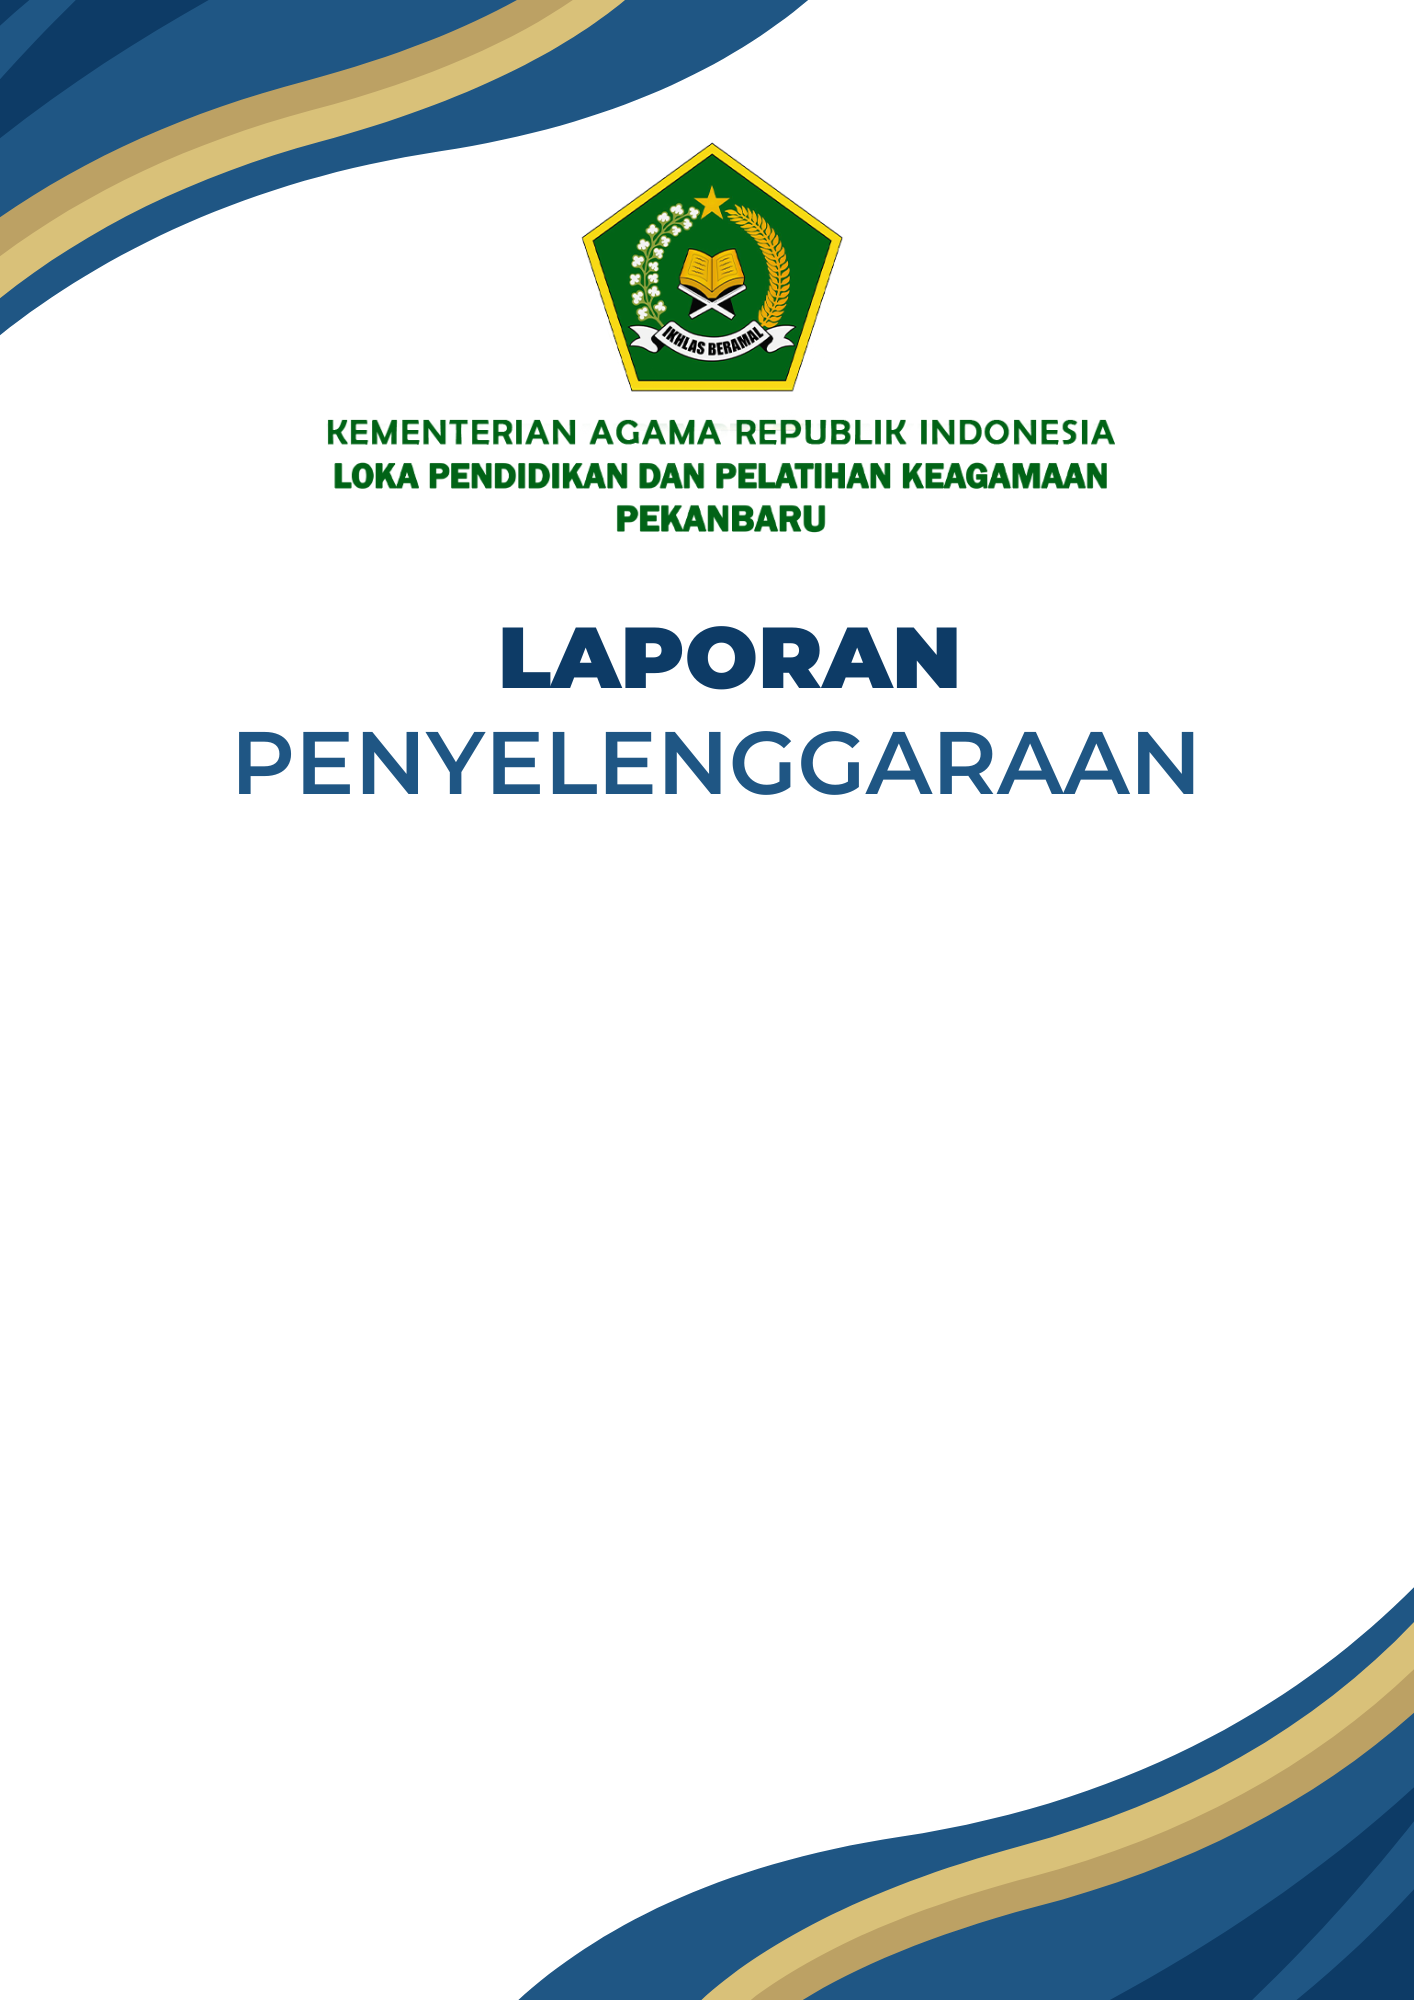 IKHLAS BERAMAL
KEMENTERIAN AGAMA REPUBLIK INDONESIA
LOKA PENDIDIKAN DAN PELATIHAN KEAGAMAAN
PEKANBARU
LAPORAN
PENYELENGGARAAN